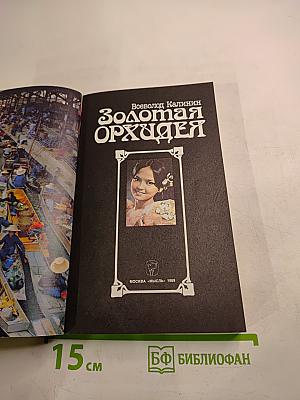 Всеволод Калинин
ЗОЛОТАЯ
ОРХИДЕЯ
МОСКВА «МЫСЛЬ» 1989
15 см
БФ БИБЛИОФАН